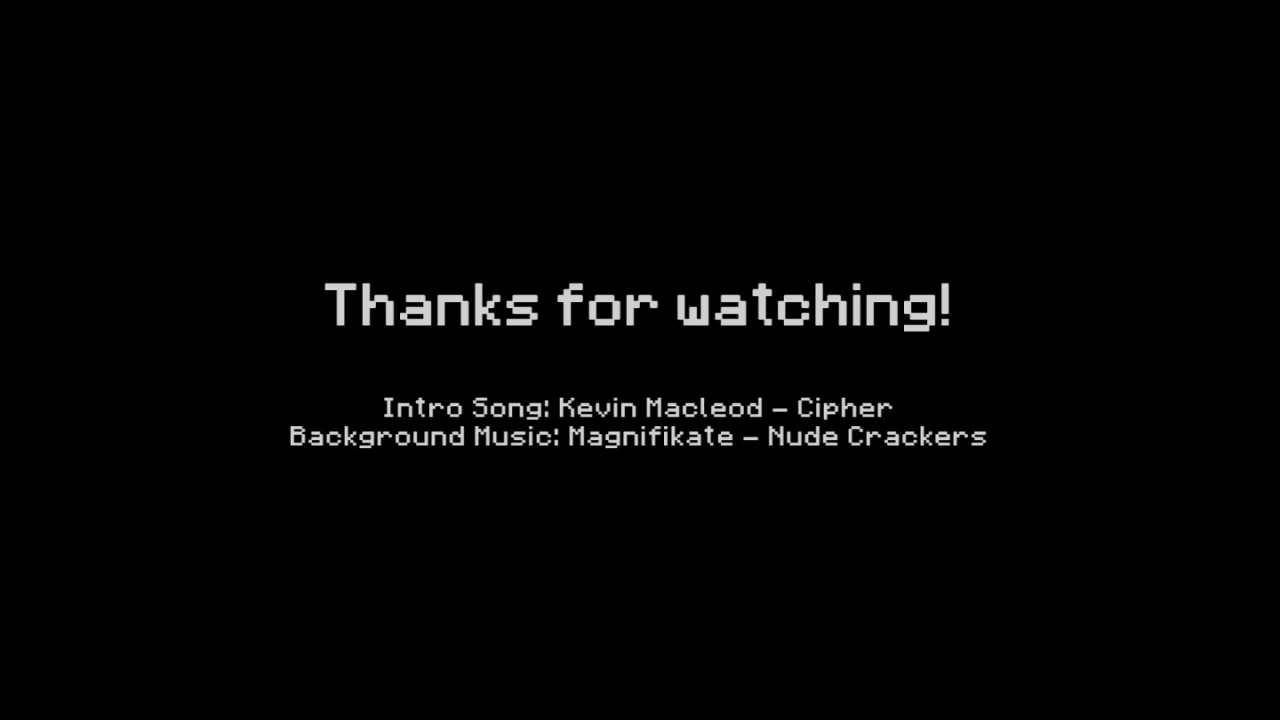 Thanks for watching!
Intro Song: Kevin Macleod - Cipher
Background Music: Magnifikate - Nude Crackers